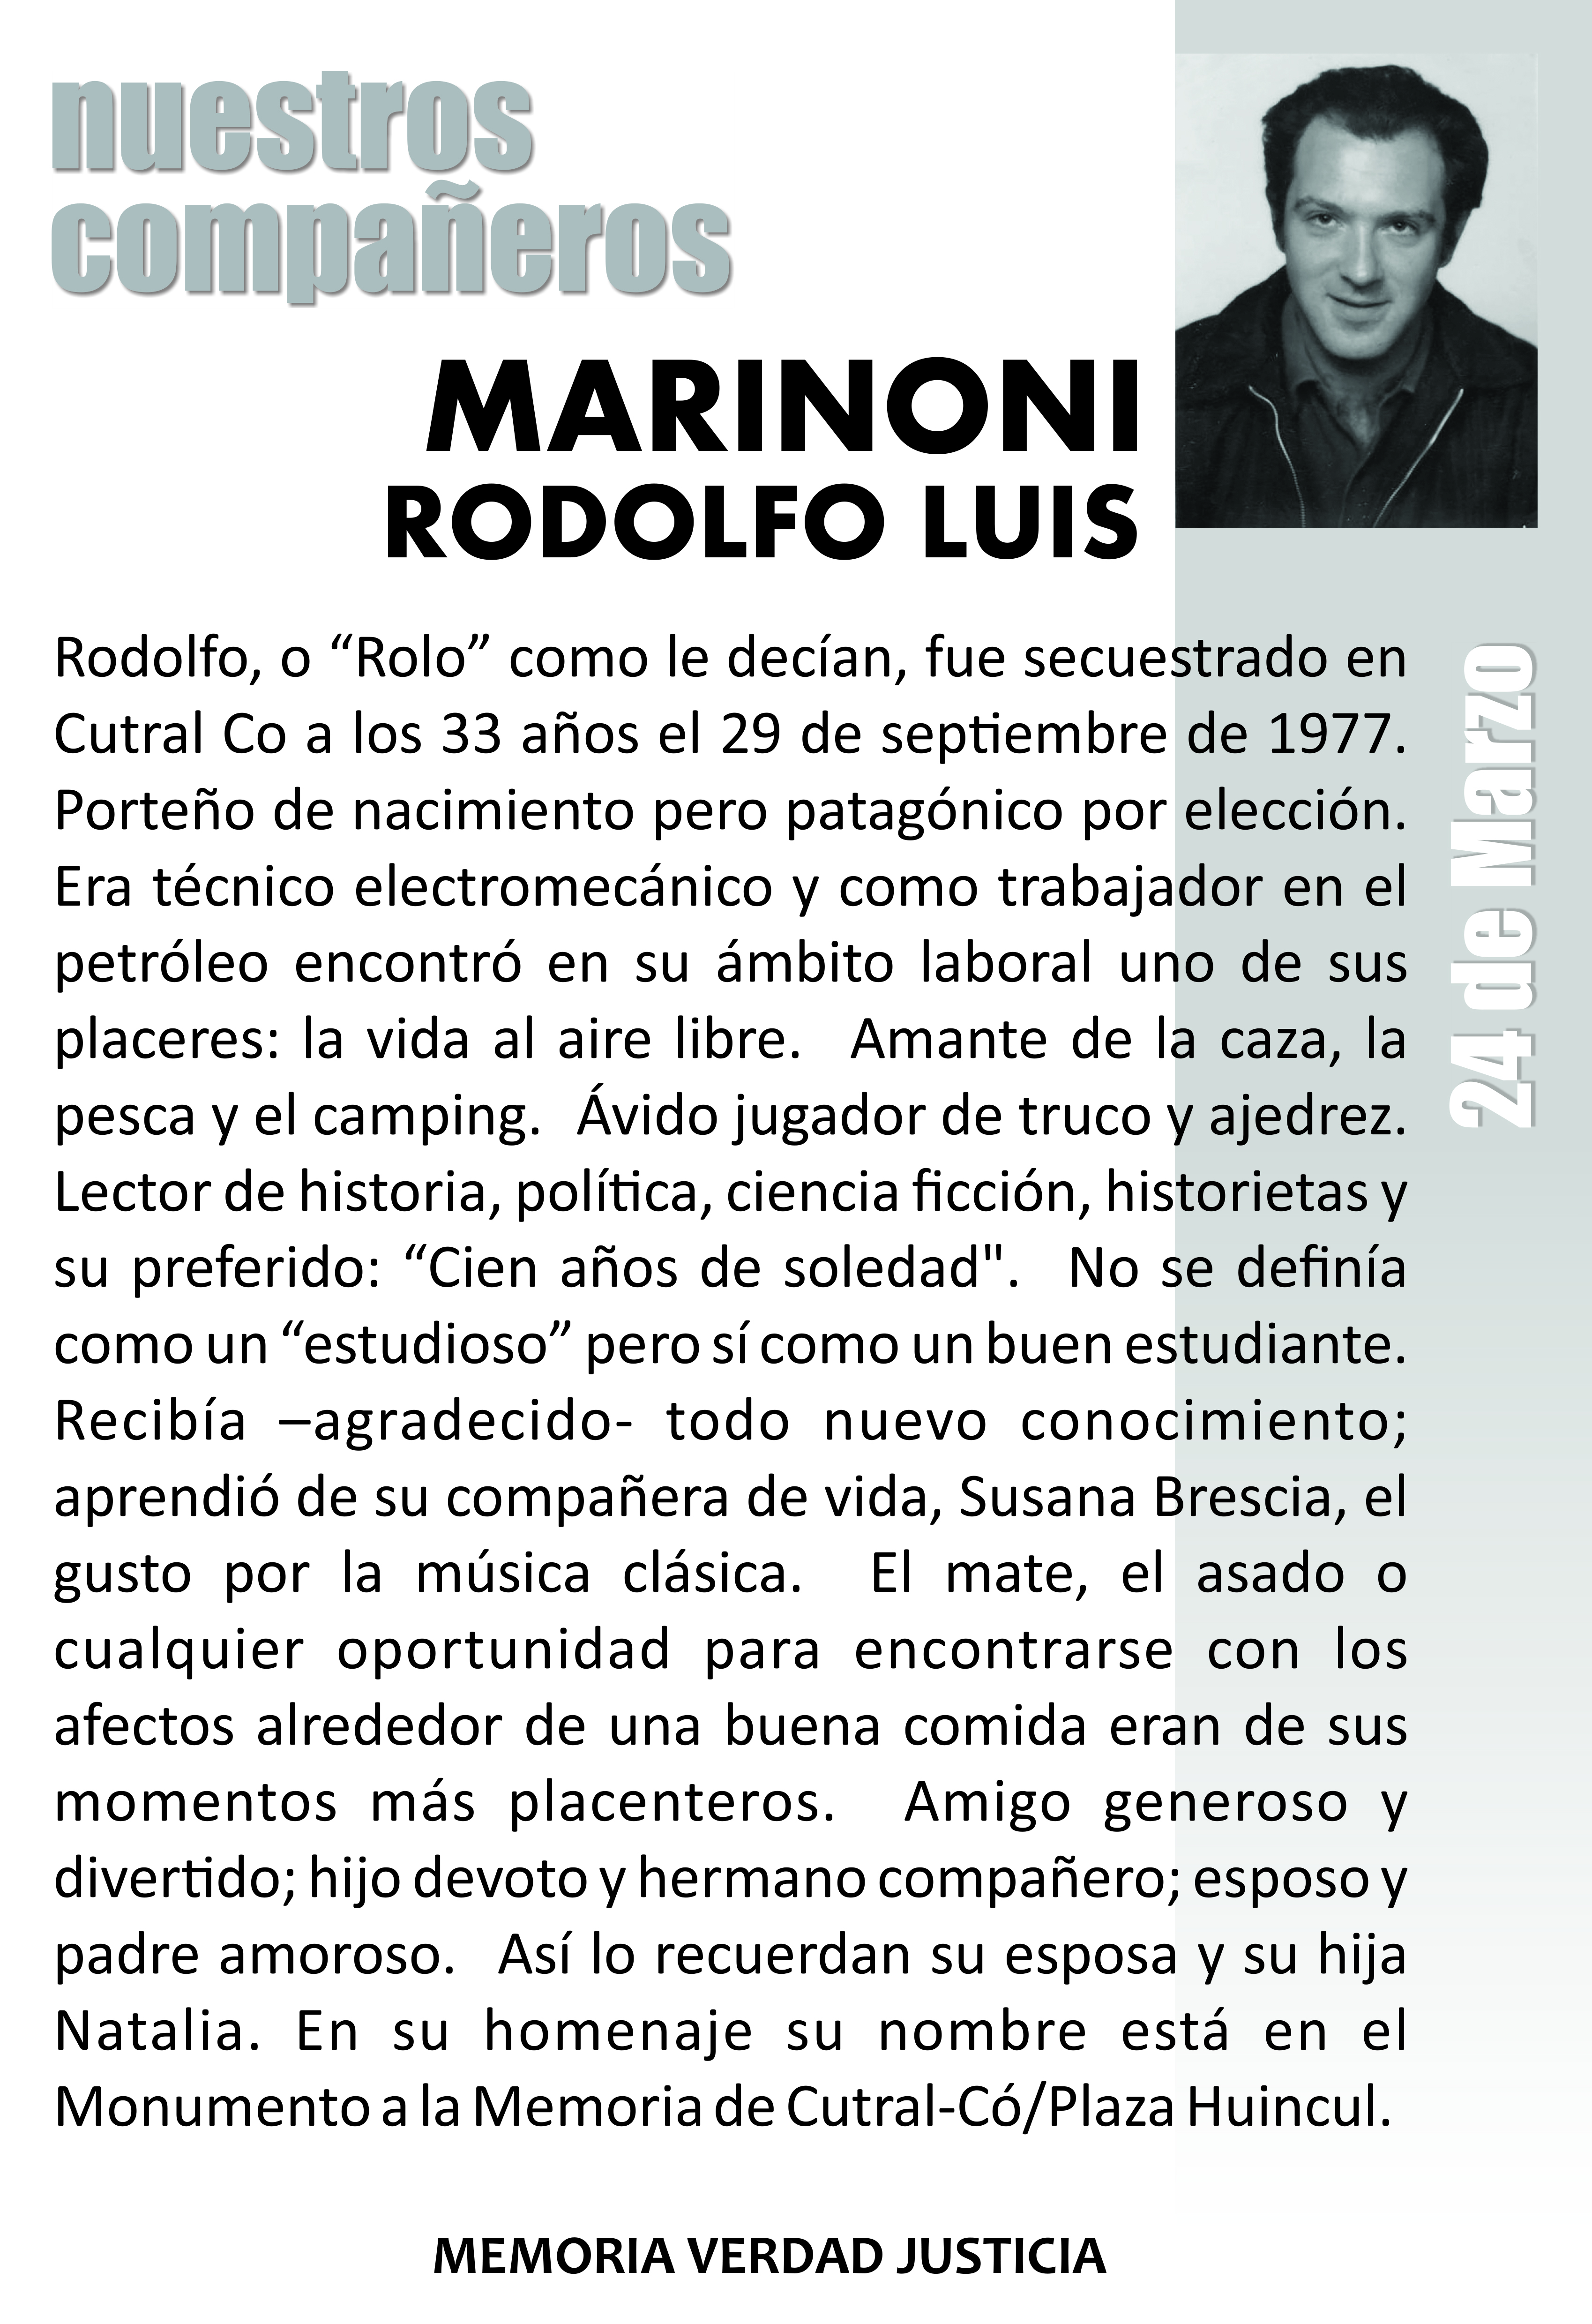 nuestros
compañeros
MARINONI
RODOLFO LUIS
Rodolfo, o “Rolo” como le decían, fue secuestrado en
Cutral Co a los 33 años el 29 de septiembre de 1977.
Porteño de nacimiento pero patagónico por elección.
Era técnico electromecánico y como trabajador en el
petróleo encontró en su ámbito laboral uno de sus
placeres: la vida al aire libre. Amante de la caza, la
pesca y el camping. Ávido jugador de truco y ajedrez.
Lector de historia, política, ciencia ficción, historietas y
su preferido: “Cien años de soledad". No se definía
como un “estudioso” pero sí como un buen estudiante.
Recibía –agradecido- todo nuevo conocimiento;
aprendió de su compañera de vida, Susana Brescia, el
gusto por la música clásica. El mate, el asado o
cualquier oportunidad para encontrarse con los
afectos alrededor de una buena comida eran de sus
momentos más placenteros. Amigo generoso y
divertido; hijo devoto y hermano compañero; esposo y
padre amoroso. Así lo recuerdan su esposa y su hija
Natalia. En su homenaje su nombre está en el
Monumento a la Memoria de Cutral-Có/Plaza Huincul.
24 de Marzo
MEMORIA VERDAD JUSTICIA